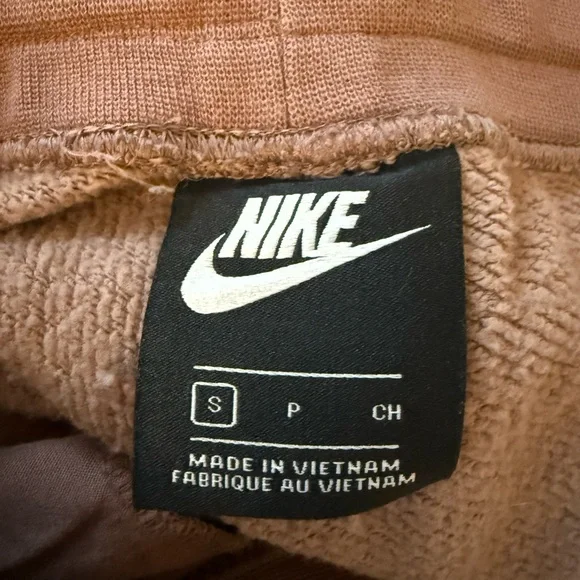 NIKE
S P CH
MADE IN VIETNAM
FABRIQUE AU VIETNAM